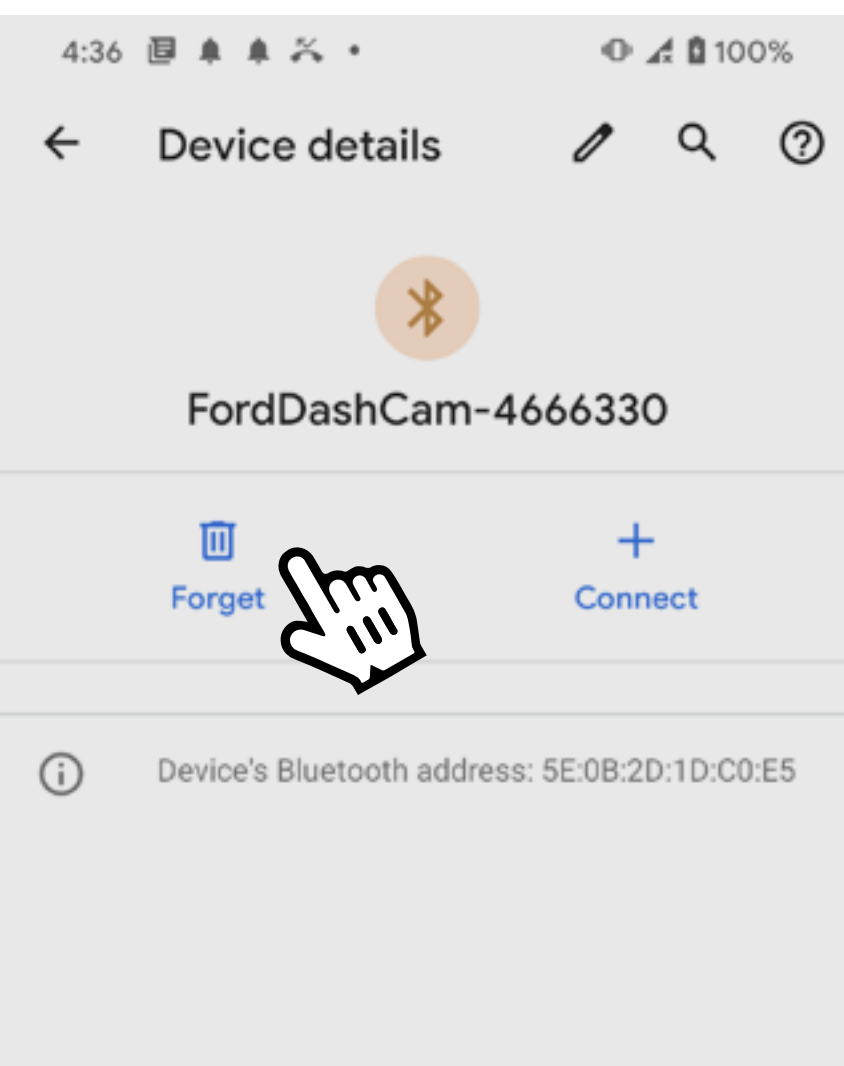 4:36 100%
Device details
FordDashCam-4666330
Forget Connect
Device's Bluetooth address: 5E:0B:2D:1D:C0:E5